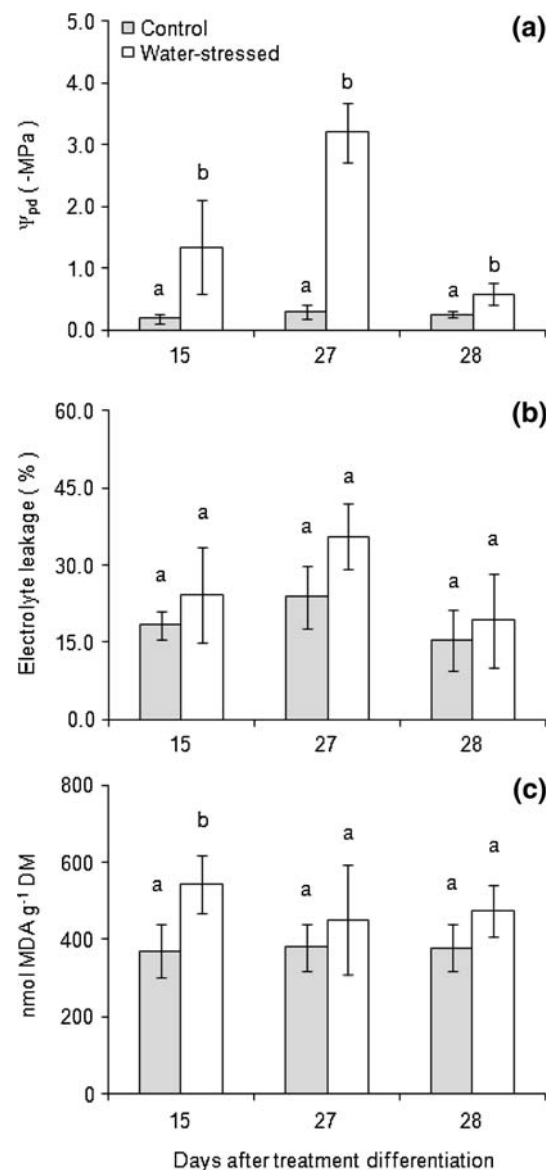 (a)
Control
Water-stressed
Ψpd ( -MPa)
5.0
4.0
3.0
2.0
1.0
0.0
a
b
a
b
a
b
15
27
28
(b)
Electrolyte leakage ( % )
60.0
45.0
30.0
15.0
0.0
a
a
a
a
a
a
15
27
28
(c)
nmol MDA g⁻¹ DM
800
600
400
200
0
a
b
a
a
a
a
15
27
28
Days after treatment differentiation